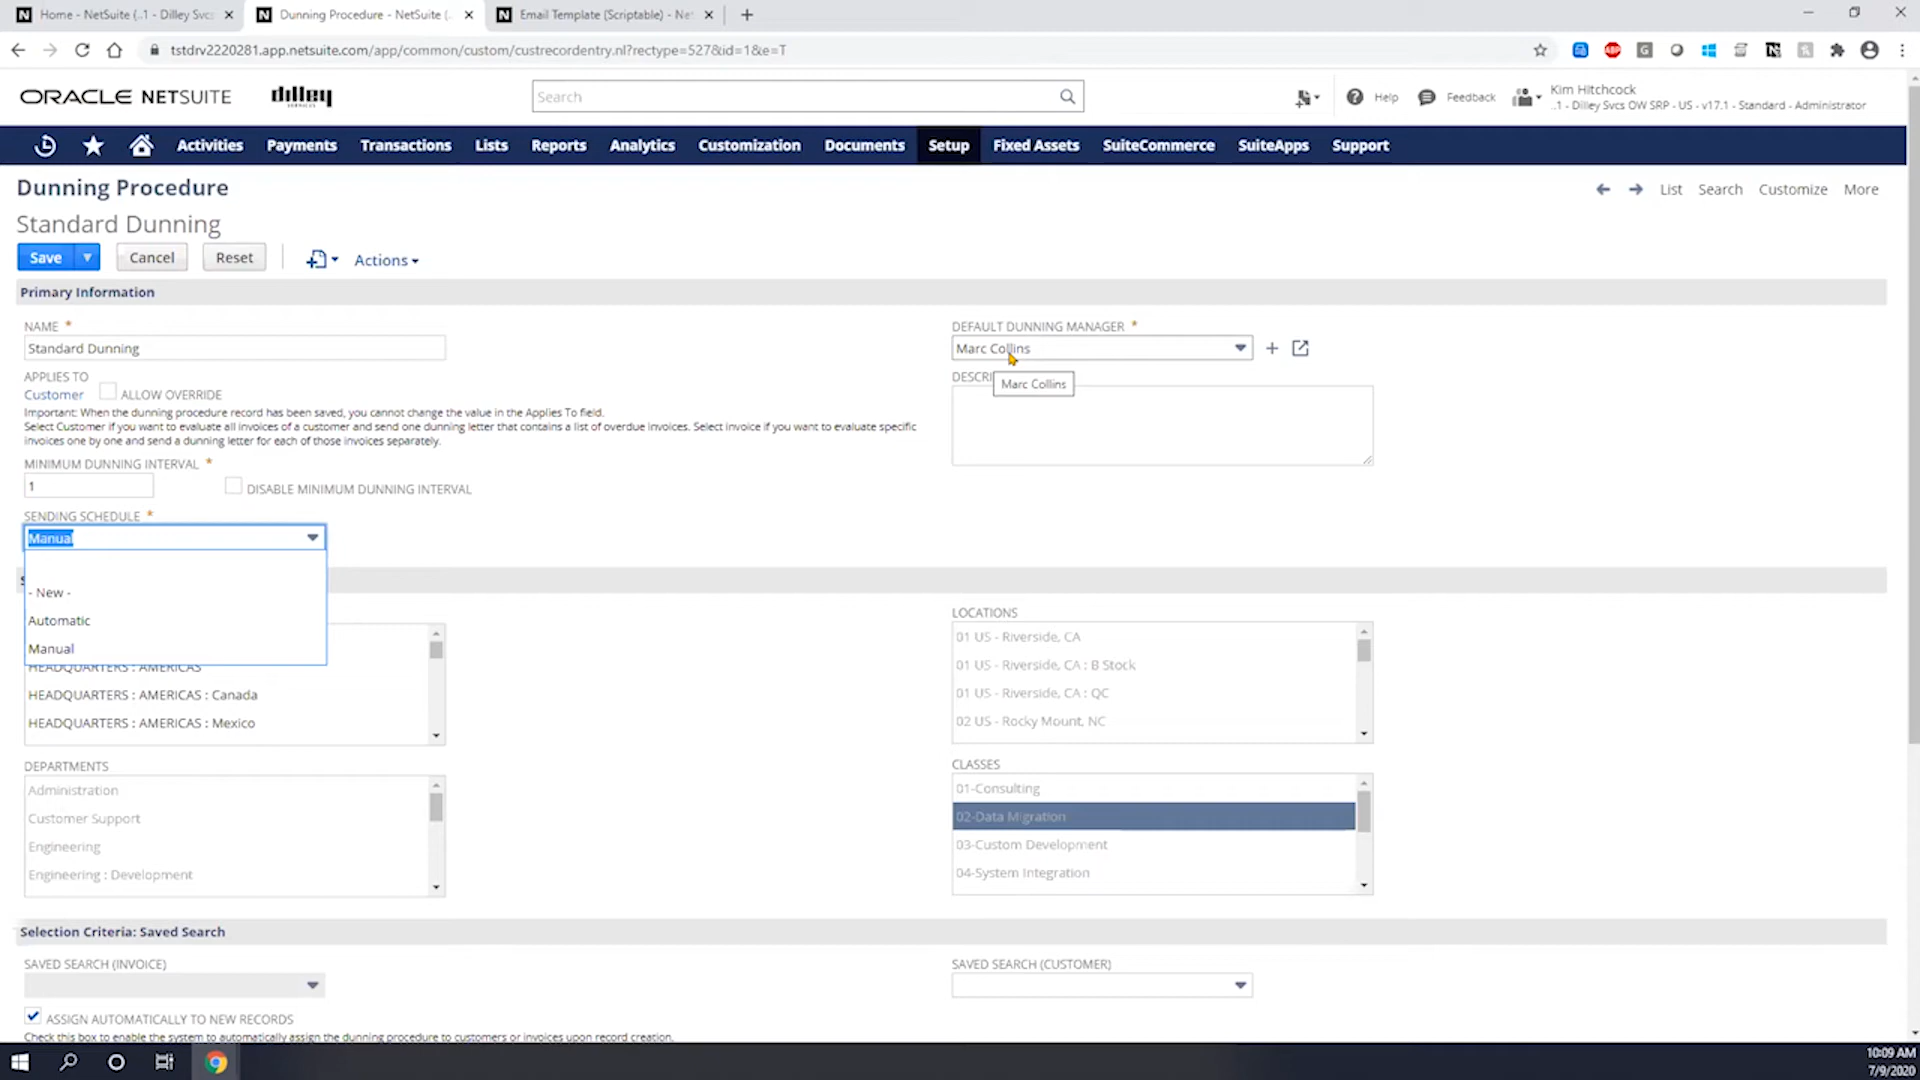 Home - NetSuite (..1 - Dilley Svcs
Dunning Procedure - NetSuite (.
Email Template (Scriptable) - Net
tstdrv2220281.app.netsuite.com/app/common/custom/custrecordentry.nl?rectype=527&id=1&e=T
ORACLE NETSUITE
dilley
SERVICES
Search
Help
Feedback
Kim Hitchcock
..1 - Dilley Svcs OW SRP - US - v17.1 - Standard - Administrator
Activities
Payments
Transactions
Lists
Reports
Analytics
Customization
Documents
Setup
Fixed Assets
SuiteCommerce
SuiteApps
Support
Dunning Procedure
List
Search
Customize
More
Standard Dunning
Save
Cancel
Reset
Actions
Primary Information
NAME *
Standard Dunning
DEFAULT DUNNING MANAGER *
Marc Collins
APPLIES TO
Customer
ALLOW OVERRIDE
DESCRI
Marc Collins
Important: When the dunning procedure record has been saved, you cannot change the value in the Applies To field.
Select Customer if you want to evaluate all invoices of a customer and send one dunning letter that contains a list of overdue invoices. Select invoice if you want to evaluate specific
invoices one by one and send a dunning letter for each of those invoices separately.
MINIMUM DUNNING INTERVAL *
1
DISABLE MINIMUM DUNNING INTERVAL
SENDING SCHEDULE *
Manual
- New -
Automatic
Manual
HEADQUARTERS : AMERICAS
HEADQUARTERS : AMERICAS : Canada
HEADQUARTERS : AMERICAS : Mexico
LOCATIONS
01 US - Riverside, CA
01 US - Riverside, CA : B Stock
01 US - Riverside, CA : QC
02 US - Rocky Mount, NC
DEPARTMENTS
Administration
Customer Support
Engineering
Engineering : Development
CLASSES
01-Consulting
02-Data Migration
03-Custom Development
04-System Integration
Selection Criteria: Saved Search
SAVED SEARCH (INVOICE)
SAVED SEARCH (CUSTOMER)
ASSIGN AUTOMATICALLY TO NEW RECORDS
Check this box to enable the system to automatically assign the dunning procedure to customers or invoices upon record creation.
10:09 AM
7/9/2020